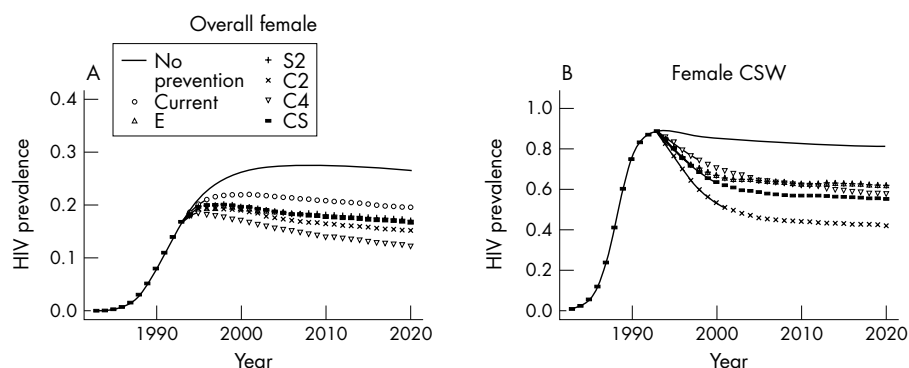 Overall female
A
No
prevention
Current
E
S2
C2
C4
CS
0.4
0.3
0.2
0.1
0.0
HIV prevalence
1990
2000
2010
2020
Year
B
Female CSW
1.0
0.8
0.6
0.4
0.2
0.0
HIV prevalence
1990
2000
2010
2020
Year